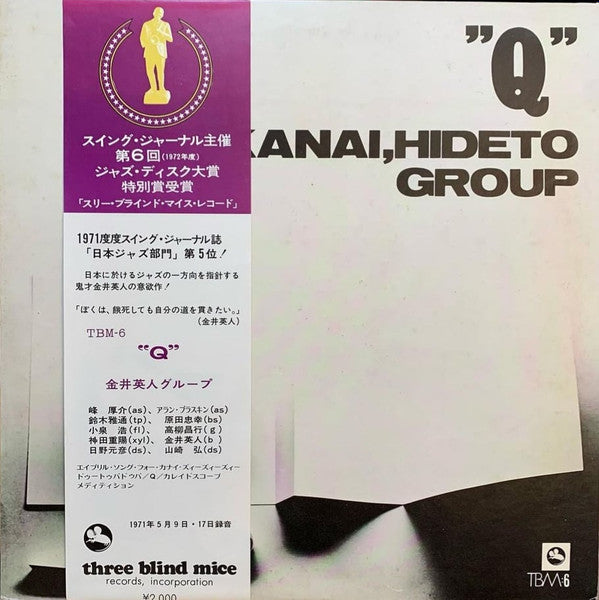 "Q"
KANAI,HIDETO
GROUP
スイング・ジャーナル主催
第6回(1972年度)
ジャズ・ディスク大賞
特別賞受賞
「スリー・ブラインド・マイス・レコード」
1971度度スイング・ジャーナル誌
「日本ジャズ部門」第5位!
日本に於けるジャズの一方向を指針する
鬼才金井英人の意欲作!
「ぼくは、餓死しても自分の道を貫きたい。」
(金井英人)
TBM-6
"Q"
金井英人グループ
峰 厚介(as)、アラン・プラスキン(as)
鈴木雅通(tp)、原田忠幸(bs)
小泉 浩(fl)、高柳昌行(g)
神田重陽(xyl)、金井英人(b)
日野元彦(ds)、山崎 弘(ds)
エイプリル・ソング・フォー・カナイ・ズィーズィーズィー
ドゥートゥバドゥバ/Q/カレイドスコープ
メディティション
1971年5月9日・17日録音
three blind mice
records, incorporation
¥2,000
TBM-6